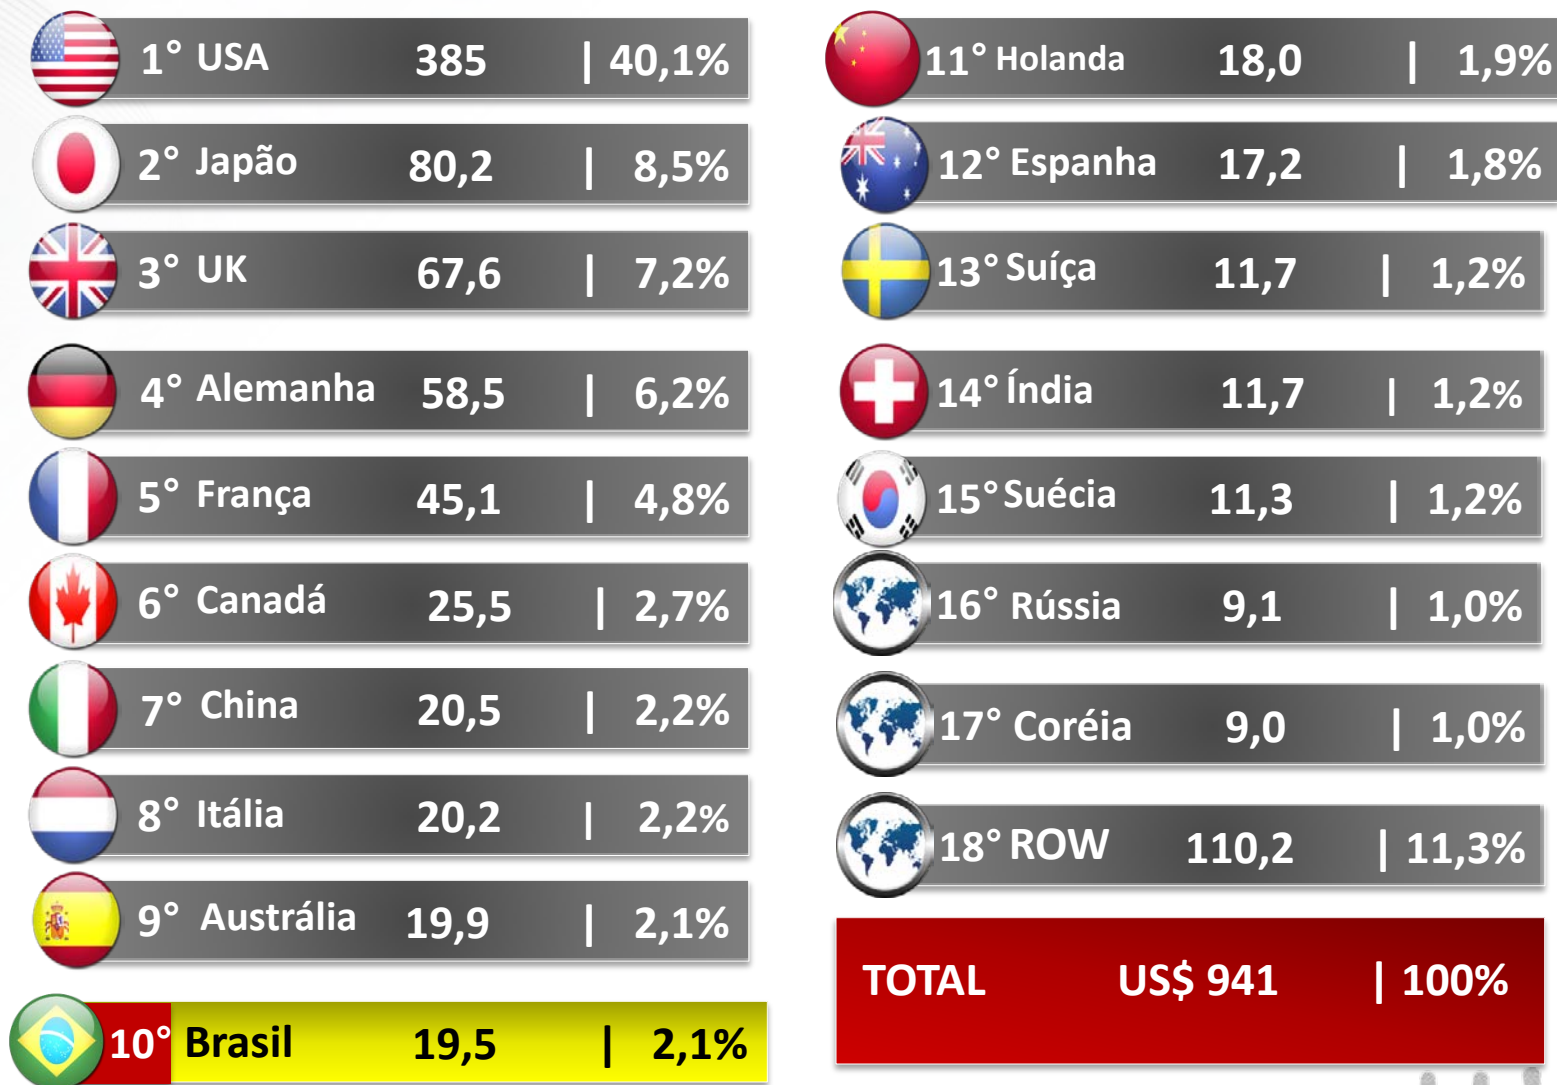 1° USA 385 | 40,1%
2° Japão 80,2 | 8,5%
3° UK 67,6 | 7,2%
4° Alemanha 58,5 | 6,2%
5° França 45,1 | 4,8%
6° Canadá 25,5 | 2,7%
7° China 20,5 | 2,2%
8° Itália 20,2 | 2,2%
9° Austrália 19,9 | 2,1%
10° Brasil 19,5 | 2,1%
11° Holanda 18,0 | 1,9%
12° Espanha 17,2 | 1,8%
13° Suíça 11,7 | 1,2%
14° Índia 11,7 | 1,2%
15° Suécia 11,3 | 1,2%
16° Rússia 9,1 | 1,0%
17° Coréia 9,0 | 1,0%
18° ROW 110,2 | 11,3%
TOTAL US$ 941 | 100%